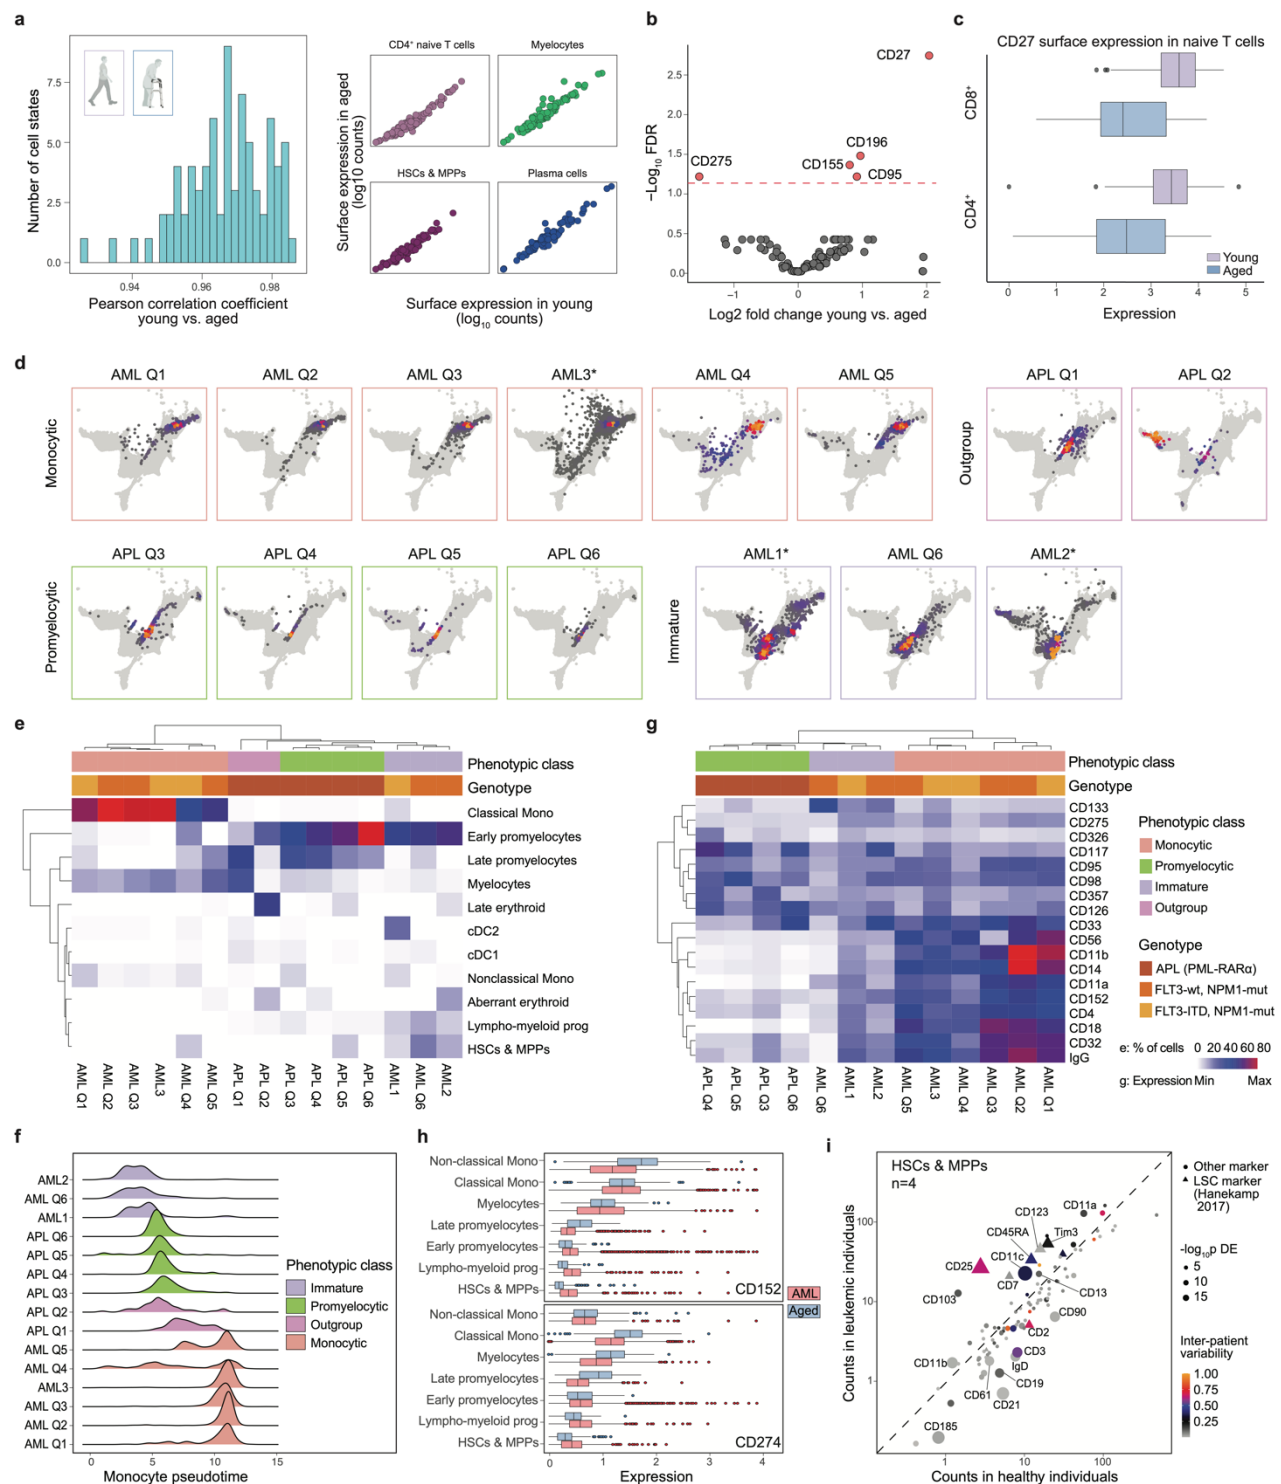 a
Number of cell states
0.0
2.5
5.0
7.5
0.94
0.96
0.98
Pearson correlation coefficient
young vs. aged
CD4⁺ naive T cells
Myelocytes
HSCs & MPPs
Plasma cells
Surface expression in aged
(log10 counts)
Surface expression in young
(log₁₀ counts)
b
−Log₁₀ FDR
0.0
0.5
1.0
1.5
2.0
2.5
CD27
CD196
CD275
CD155
CD95
−1
0
1
2
Log2 fold change young vs. aged
c
CD27 surface expression in naive T cells
CD8⁺
CD4⁺
Young
Aged
0
1
2
3
4
5
Expression
d
Monocytic
AML Q1
AML Q2
AML Q3
AML3*
AML Q4
AML Q5
Outgroup
APL Q1
APL Q2
Promyelocytic
APL Q3
APL Q4
APL Q5
APL Q6
Immature
AML1*
AML Q6
AML2*
e
Phenotypic class
Genotype
Classical Mono
Early promyelocytes
Late promyelocytes
Myelocytes
Late erythroid
cDC2
cDC1
Nonclassical Mono
Aberrant erythroid
Lympho-myeloid prog
HSCs & MPPs
AML Q1
AML Q2
AML Q3
AML3
AML Q4
AML Q5
APL Q1
APL Q2
APL Q3
APL Q4
APL Q5
APL Q6
AML1
AML Q6
AML2
g
Phenotypic class
Genotype
CD133
CD275
CD326
CD117
CD95
CD98
CD357
CD126
CD33
CD56
CD11b
CD14
CD11a
CD152
CD4
CD18
CD32
IgG
APL Q4
APL Q5
APL Q3
APL Q6
AML Q6
AML1
AML2
AML Q5
AML3
AML Q4
AML Q3
AML Q2
AML Q1
Phenotypic class
Monocytic
Promyelocytic
Immature
Outgroup
Genotype
APL (PML-RARα)
FLT3-wt, NPM1-mut
FLT3-ITD, NPM1-mut
e: % of cells 0 20 40 60 80
g: Expression Min Max
f
AML2
AML Q6
AML1
APL Q6
APL Q5
APL Q4
APL Q3
APL Q2
APL Q1
AML Q5
AML Q4
AML3
AML Q3
AML Q2
AML Q1
0
5
10
15
Monocyte pseudotime
Phenotypic class
Immature
Promyelocytic
Outgroup
Monocytic
h
Non-classical Mono
Classical Mono
Myelocytes
Late promyelocytes
Early promyelocytes
Lympho-myeloid prog
HSCs & MPPs
CD152
AML
Aged
Non-classical Mono
Classical Mono
Myelocytes
Late promyelocytes
Early promyelocytes
Lympho-myeloid prog
HSCs & MPPs
CD274
0
1
2
3
4
Expression
i
HSCs & MPPs
n=4
Counts in leukemic individuals
100
10
1
CD11a
CD123
Tim3
CD45RA
CD11c
CD25
CD7
CD13
CD103
CD90
CD2
CD3
CD11b
IgD
CD19
CD61
CD21
CD185
1
10
100
Counts in healthy individuals
Other marker
LSC marker
(Hanekamp
2017)
-log₁₀p DE
5
10
15
Inter-patient
variability
1.00
0.75
0.50
0.25